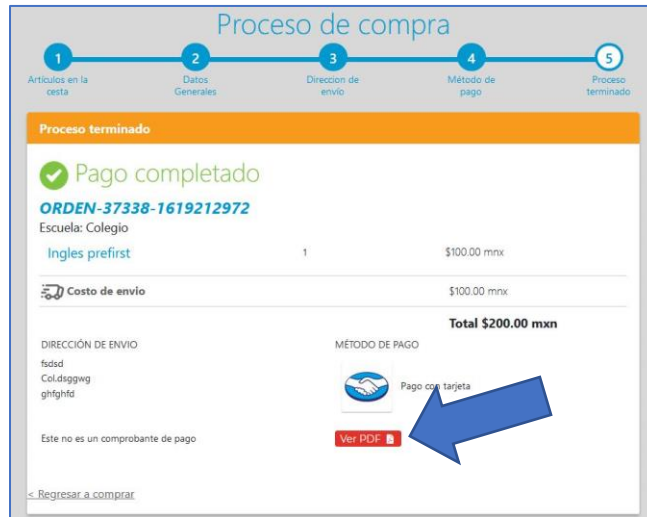 Proceso de compra
1 2 3 4 5
Artículos en la cesta
Datos Generales
Direccion de envío
Método de pago
Proceso terminado
Proceso terminado
Pago completado
ORDEN-37338-1619212972
Escuela: Colegio
Ingles prefirst 1 $100.00 mnx
Costo de envio $100.00 mnx
Total $200.00 mxn
DIRECCIÓN DE ENVIO
fsdsd
Col.dsggwg
ghfghfd
MÉTODO DE PAGO
Pago con tarjeta
Este no es un comprobante de pago
Ver PDF
< Regresar a comprar